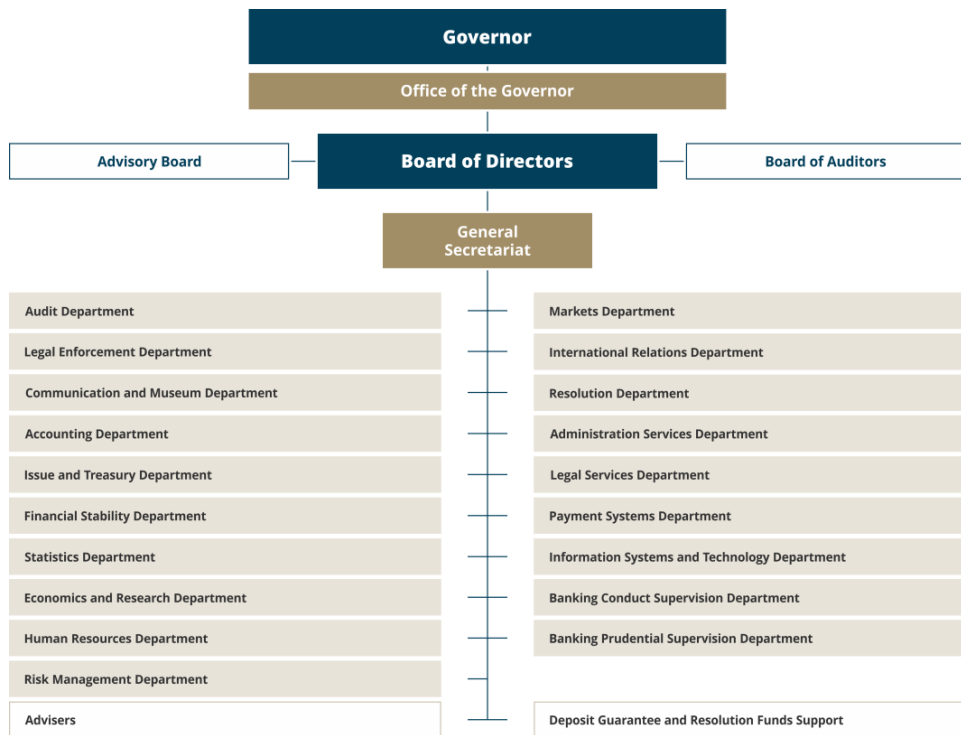 Governor
Office of the Governor
Advisory Board
Board of Directors
Board of Auditors
General
Secretariat
Audit Department
Markets Department
Legal Enforcement Department
International Relations Department
Communication and Museum Department
Resolution Department
Accounting Department
Administration Services Department
Issue and Treasury Department
Legal Services Department
Financial Stability Department
Payment Systems Department
Statistics Department
Information Systems and Technology Department
Economics and Research Department
Banking Conduct Supervision Department
Human Resources Department
Banking Prudential Supervision Department
Risk Management Department
Advisers
Deposit Guarantee and Resolution Funds Support